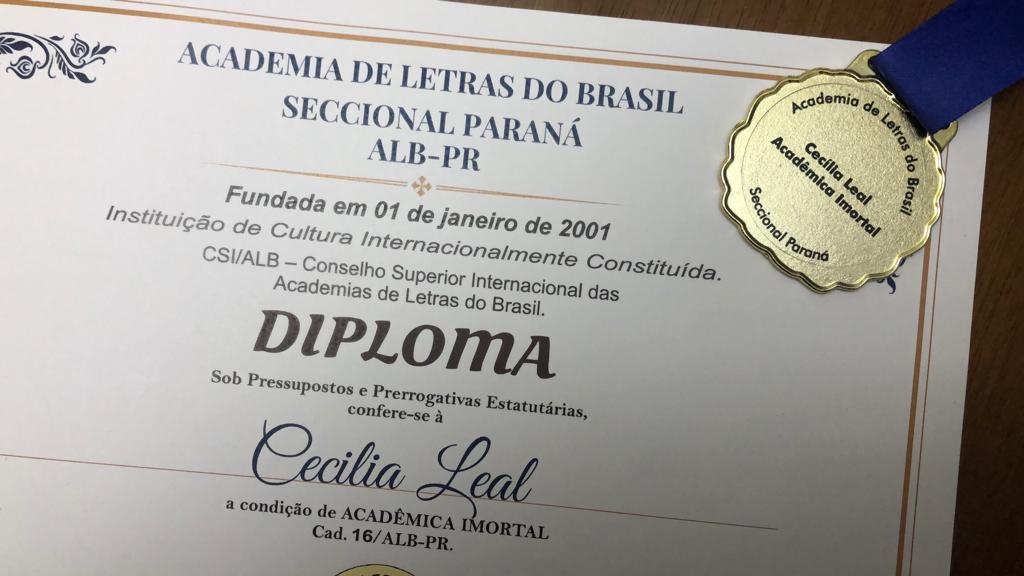 ACADEMIA DE LETRAS DO BRASIL
SECCIONAL PARANÁ
ALB-PR
Fundada em 01 de janeiro de 2001
Instituição de Cultura Internacionalmente Constituída.
CSI/ALB – Conselho Superior Internacional das
Academias de Letras do Brasil.
DIPLOMA
Sob Pressupostos e Prerrogativas Estatutárias,
confere-se à
Cecilia Leal
a condição de ACADÊMICA IMORTAL
Cad. 16/ALB-PR.
Academia de Letras do Brasil
Cecília Leal
Acadêmica Imortal
Seccional Paraná